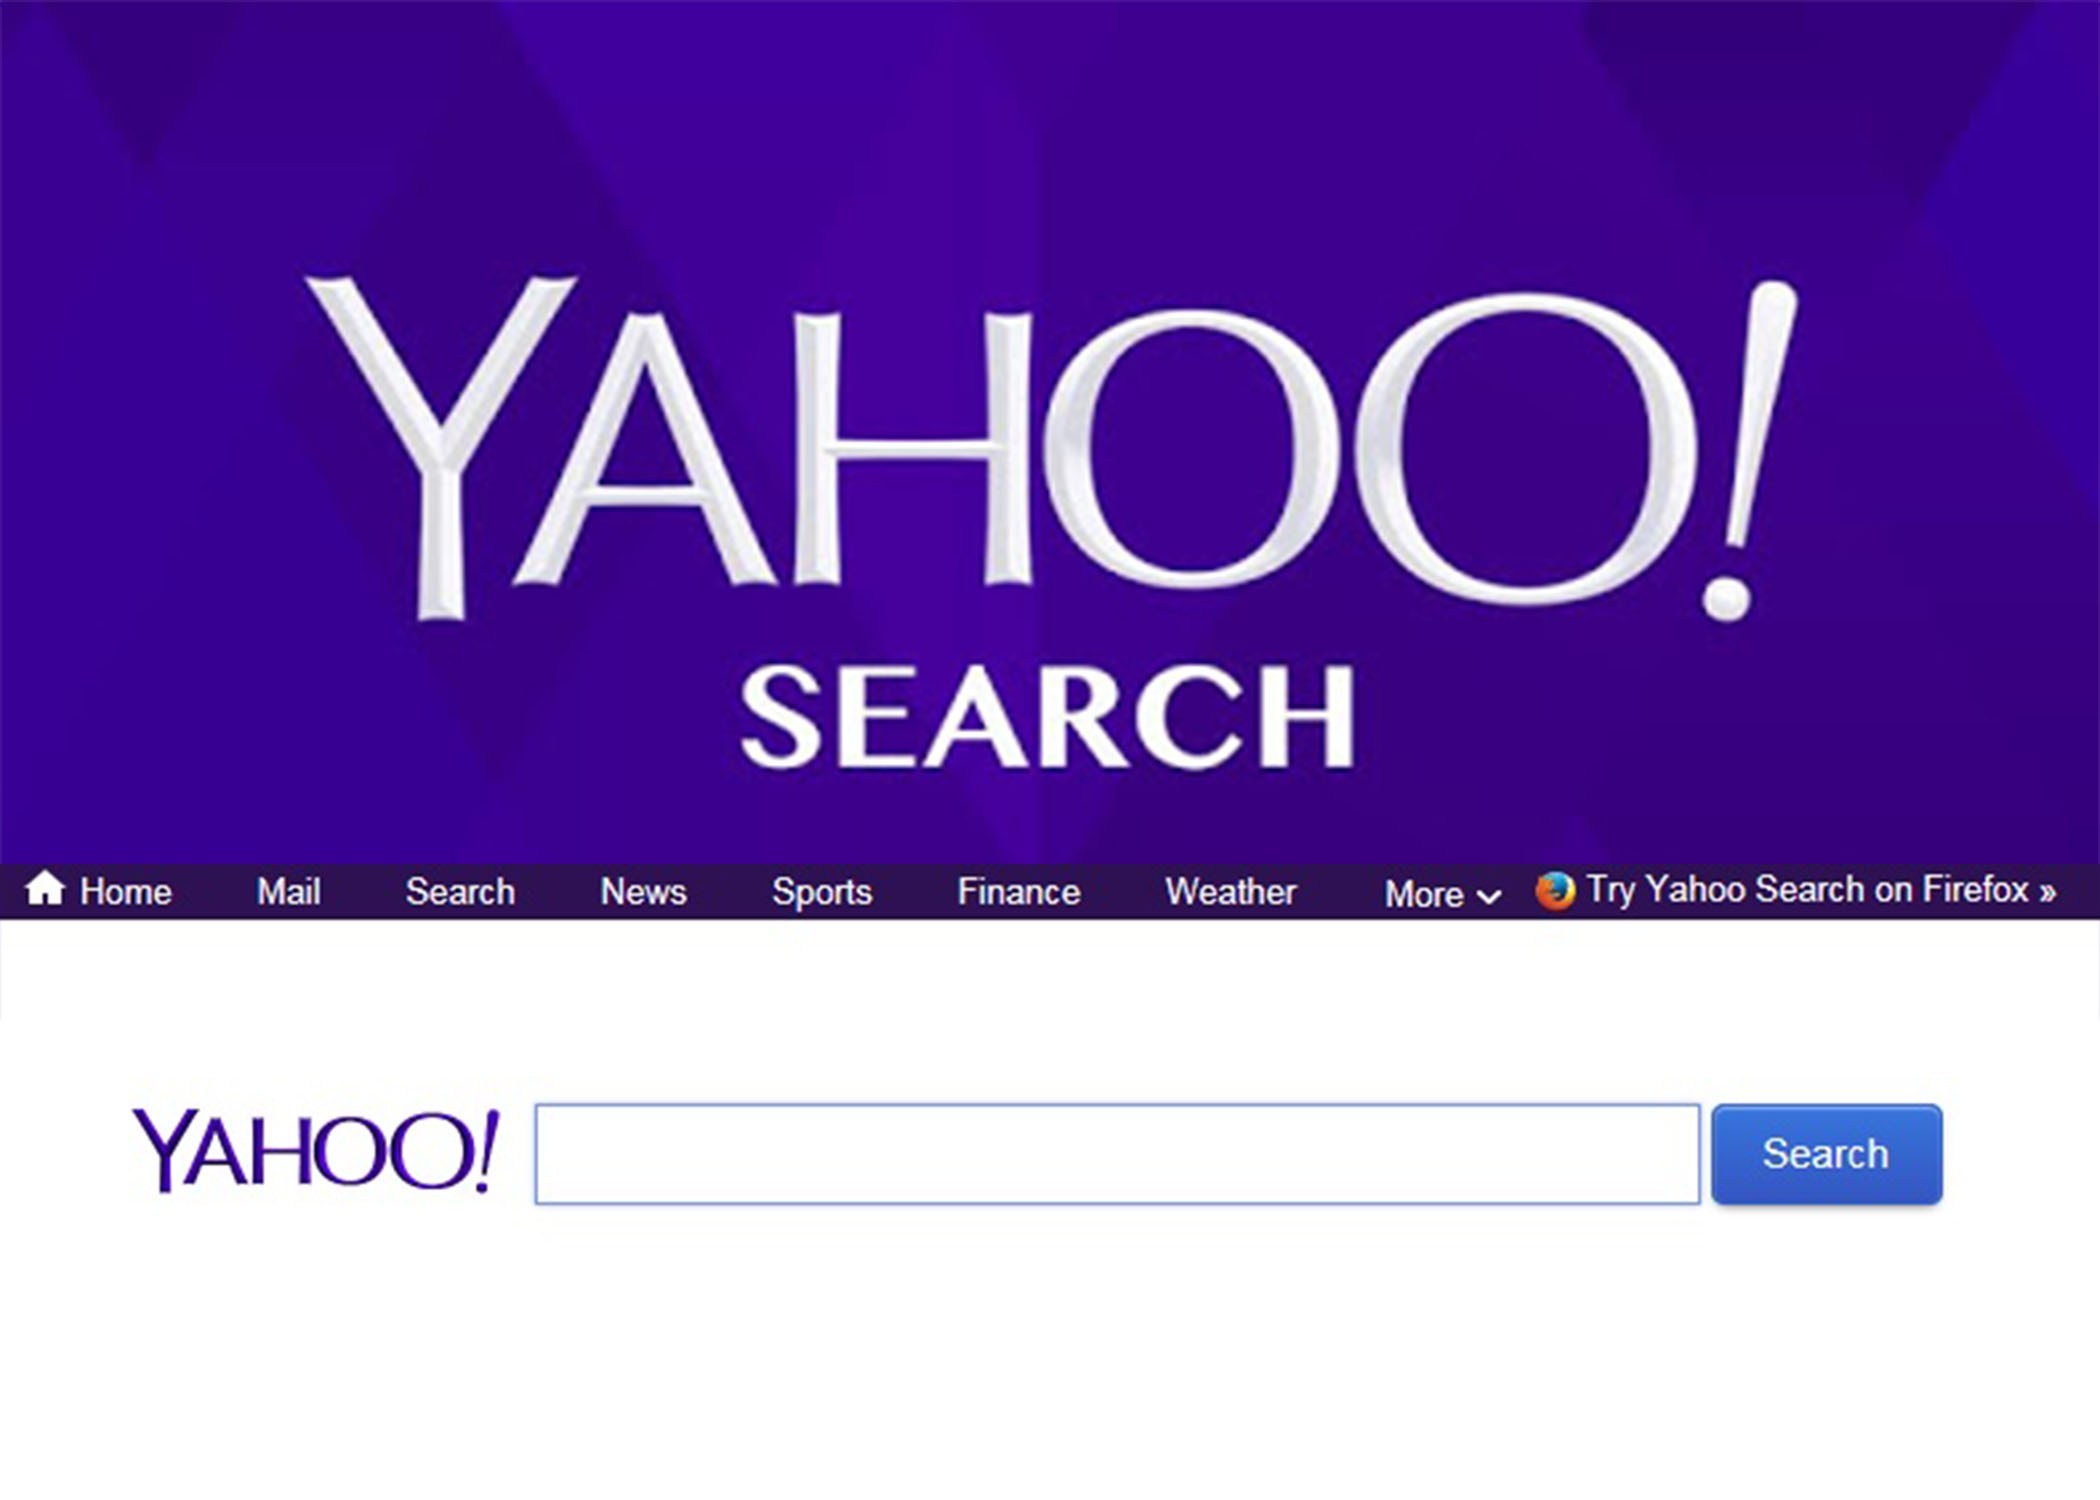 YAHOO!
SEARCH
Home Mail Search News Sports Finance Weather More Try Yahoo Search on Firefox »
YAHOO! Search